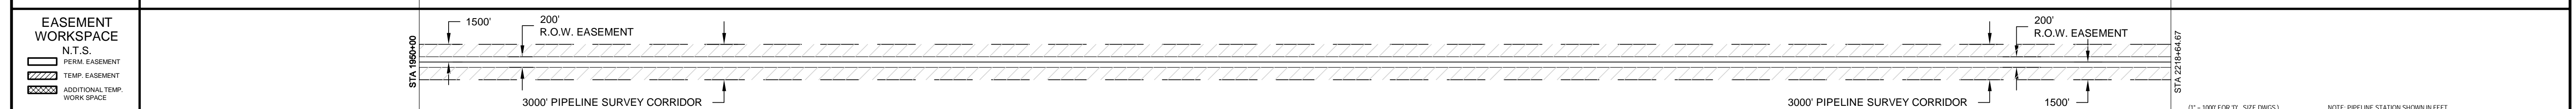 EASEMENT
WORKSPACE
N.T.S.
PERM. EASEMENT
TEMP. EASEMENT
ADDITIONAL TEMP.
WORK SPACE
STA 1950+00
1500'
200'
R.O.W. EASEMENT
3000' PIPELINE SURVEY CORRIDOR
3000' PIPELINE SURVEY CORRIDOR
200'
R.O.W. EASEMENT
1500'
STA 2218+64.67
NOTE: PIPELINE STATION SHOWN IN FEET